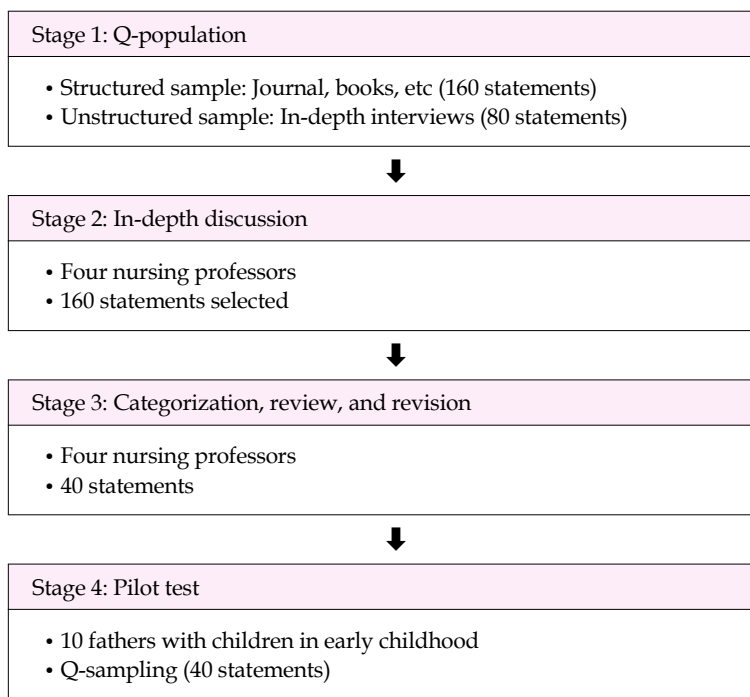 Stage 1: Q-population
• Structured sample: Journal, books, etc (160 statements)
• Unstructured sample: In-depth interviews (80 statements)
Stage 2: In-depth discussion
• Four nursing professors
• 160 statements selected
Stage 3: Categorization, review, and revision
• Four nursing professors
• 40 statements
Stage 4: Pilot test
• 10 fathers with children in early childhood
• Q-sampling (40 statements)